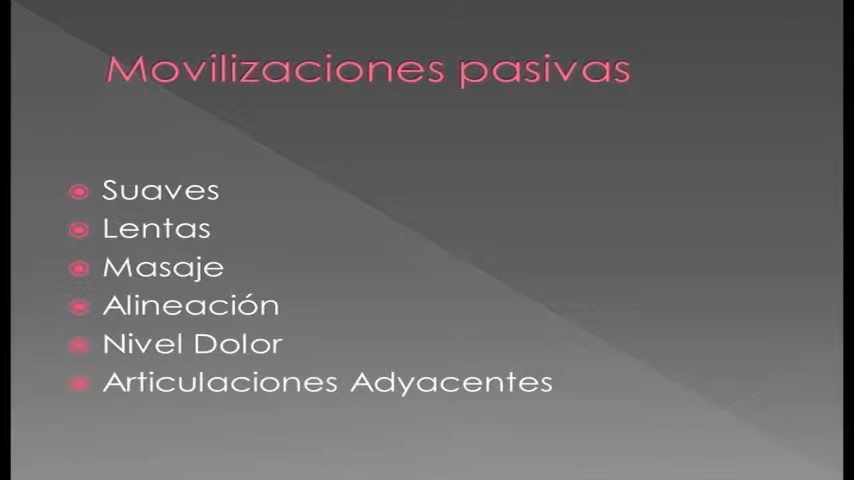 Movilizaciones pasivas
Suaves
Lentas
Masaje
Alineación
Nivel Dolor
Articulaciones Adyacentes